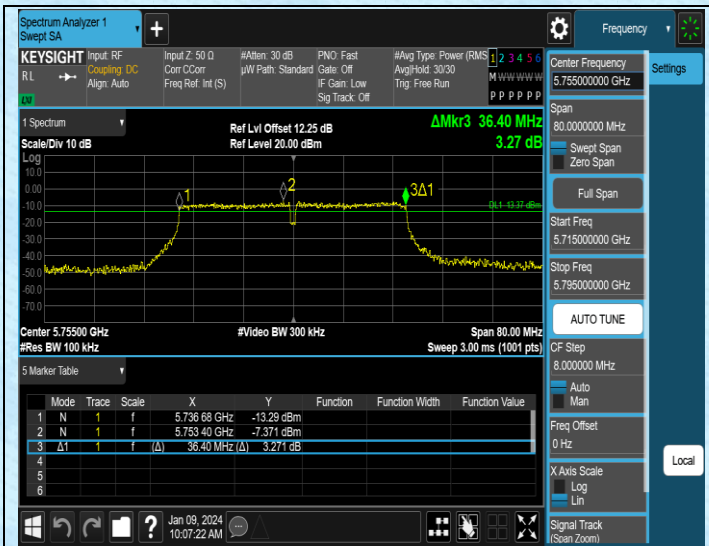 Spectrum Analyzer 1
Swept SA
Frequency
KEYSIGHT
RL
LXI
Input: RF
Coupling: DC
Align: Auto
Input Z: 50 Ω
Corr CCorr
Freq Ref: Int (S)
#Atten: 30 dB
µW Path: Standard
PNO: Fast
Gate: Off
IF Gain: Low
Sig Track: Off
#Avg Type: Power (RMS
Avg|Hold: 30/30
Trig: Free Run
1 2 3 4 5 6
M W W W W W
P P P P P P
1 Spectrum
Scale/Div 10 dB
Ref Lvl Offset 12.25 dB
Ref Level 20.00 dBm
ΔMkr3 36.40 MHz
3.27 dB
Log
10.0
0.00
-10.0
-20.0
-30.0
-40.0
-50.0
-60.0
-70.0
1
2
3Δ1
DL1 -13.37 dBm
Center 5.75500 GHz
#Res BW 100 kHz
#Video BW 300 kHz
Span 80.00 MHz
Sweep 3.00 ms (1001 pts)
5 Marker Table
Mode Trace Scale X Y Function Function Width Function Value
1 N 1 f 5.736 68 GHz -13.29 dBm
2 N 1 f 5.753 40 GHz -7.371 dBm
3 Δ1 1 f (Δ) 36.40 MHz (Δ) 3.271 dB
4
5
6
Jan 09, 2024
10:07:22 AM
Center Frequency
5.755000000 GHz
Span
80.0000000 MHz
Swept Span
Zero Span
Full Span
Start Freq
5.715000000 GHz
Stop Freq
5.795000000 GHz
AUTO TUNE
CF Step
8.000000 MHz
Auto
Man
Freq Offset
0 Hz
X Axis Scale
Log
Lin
Signal Track
(Span Zoom)
Settings
Local